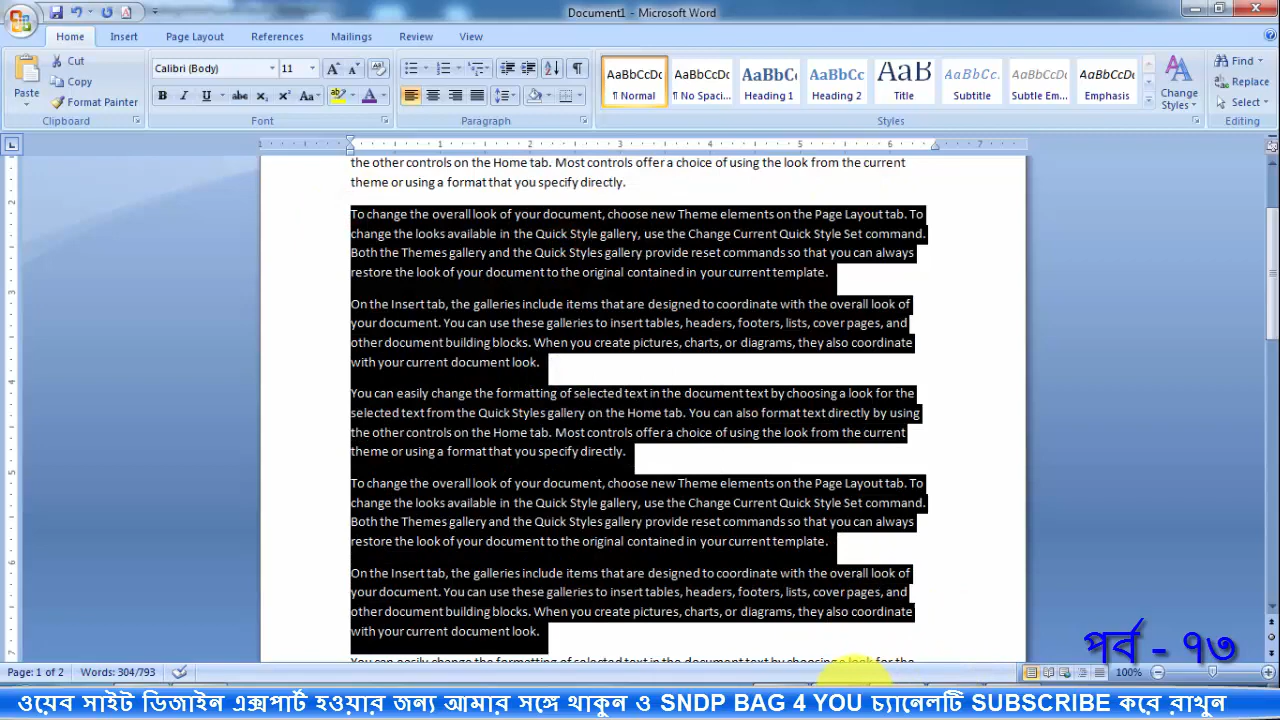 Document1 - Microsoft Word
Home Insert Page Layout References Mailings Review View
Paste
Cut
Copy
Format Painter
Clipboard
Calibri (Body) 11
Font
Paragraph
AaBbCcDc AaBbCcDc AaBbCc AaBbCc AaB AaBbCc. AaBbCcDc AaBbCcDc
¶ Normal ¶ No Spaci... Heading 1 Heading 2 Title Subtitle Subtle Em... Emphasis
Change Styles
Styles
Find
Replace
Select
Editing
the other controls on the Home tab. Most controls offer a choice of using the look from the current
theme or using a format that you specify directly.
To change the overall look of your document, choose new Theme elements on the Page Layout tab. To
change the looks available in the Quick Style gallery, use the Change Current Quick Style Set command.
Both the Themes gallery and the Quick Styles gallery provide reset commands so that you can always
restore the look of your document to the original contained in your current template.
On the Insert tab, the galleries include items that are designed to coordinate with the overall look of
your document. You can use these galleries to insert tables, headers, footers, lists, cover pages, and
other document building blocks. When you create pictures, charts, or diagrams, they also coordinate
with your current document look.
You can easily change the formatting of selected text in the document text by choosing a look for the
selected text from the Quick Styles gallery on the Home tab. You can also format text directly by using
the other controls on the Home tab. Most controls offer a choice of using the look from the current
theme or using a format that you specify directly.
To change the overall look of your document, choose new Theme elements on the Page Layout tab. To
change the looks available in the Quick Style gallery, use the Change Current Quick Style Set command.
Both the Themes gallery and the Quick Styles gallery provide reset commands so that you can always
restore the look of your document to the original contained in your current template.
On the Insert tab, the galleries include items that are designed to coordinate with the overall look of
your document. You can use these galleries to insert tables, headers, footers, lists, cover pages, and
other document building blocks. When you create pictures, charts, or diagrams, they also coordinate
with your current document look.
You can easily change the formatting of selected text in the document text by choosing a look for the
পর্ব - ৭৩
Page: 1 of 2 Words: 304/793 100%
ওয়েব সাইট ডিজাইন এক্সপার্ট হওয়ার জন্য আমার সঙ্গে থাকুন ও SNDP BAG 4 YOU চ্যানেলটি SUBSCRIBE করে রাখুন